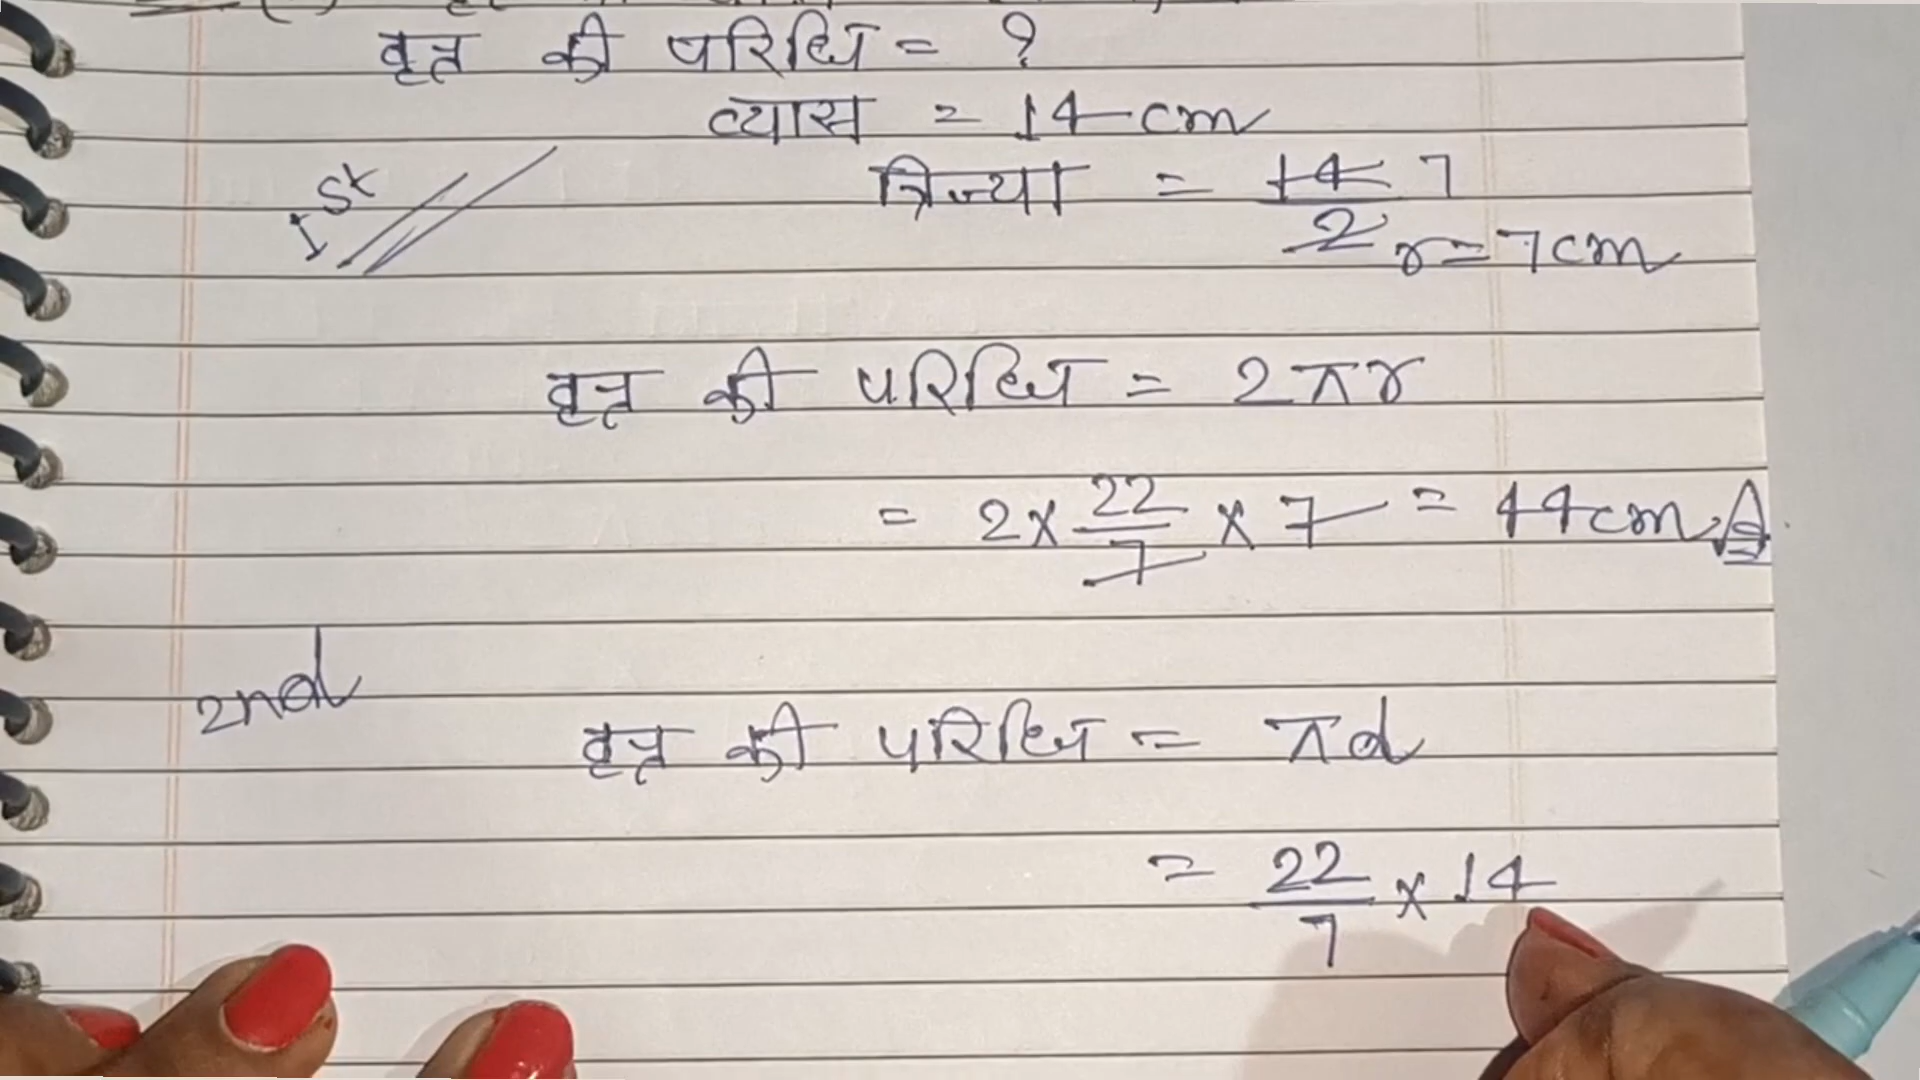 वृत्त की परिधि = ?
व्यास = 14 cm
त्रिज्या = 14/2 7
r = 7cm
Ist
वृत्त की परिधि = 2πr
= 2 × 22/7 × 7 = 44cm A
2nd
वृत्त की परिधि = πd
= 22/7 × 14